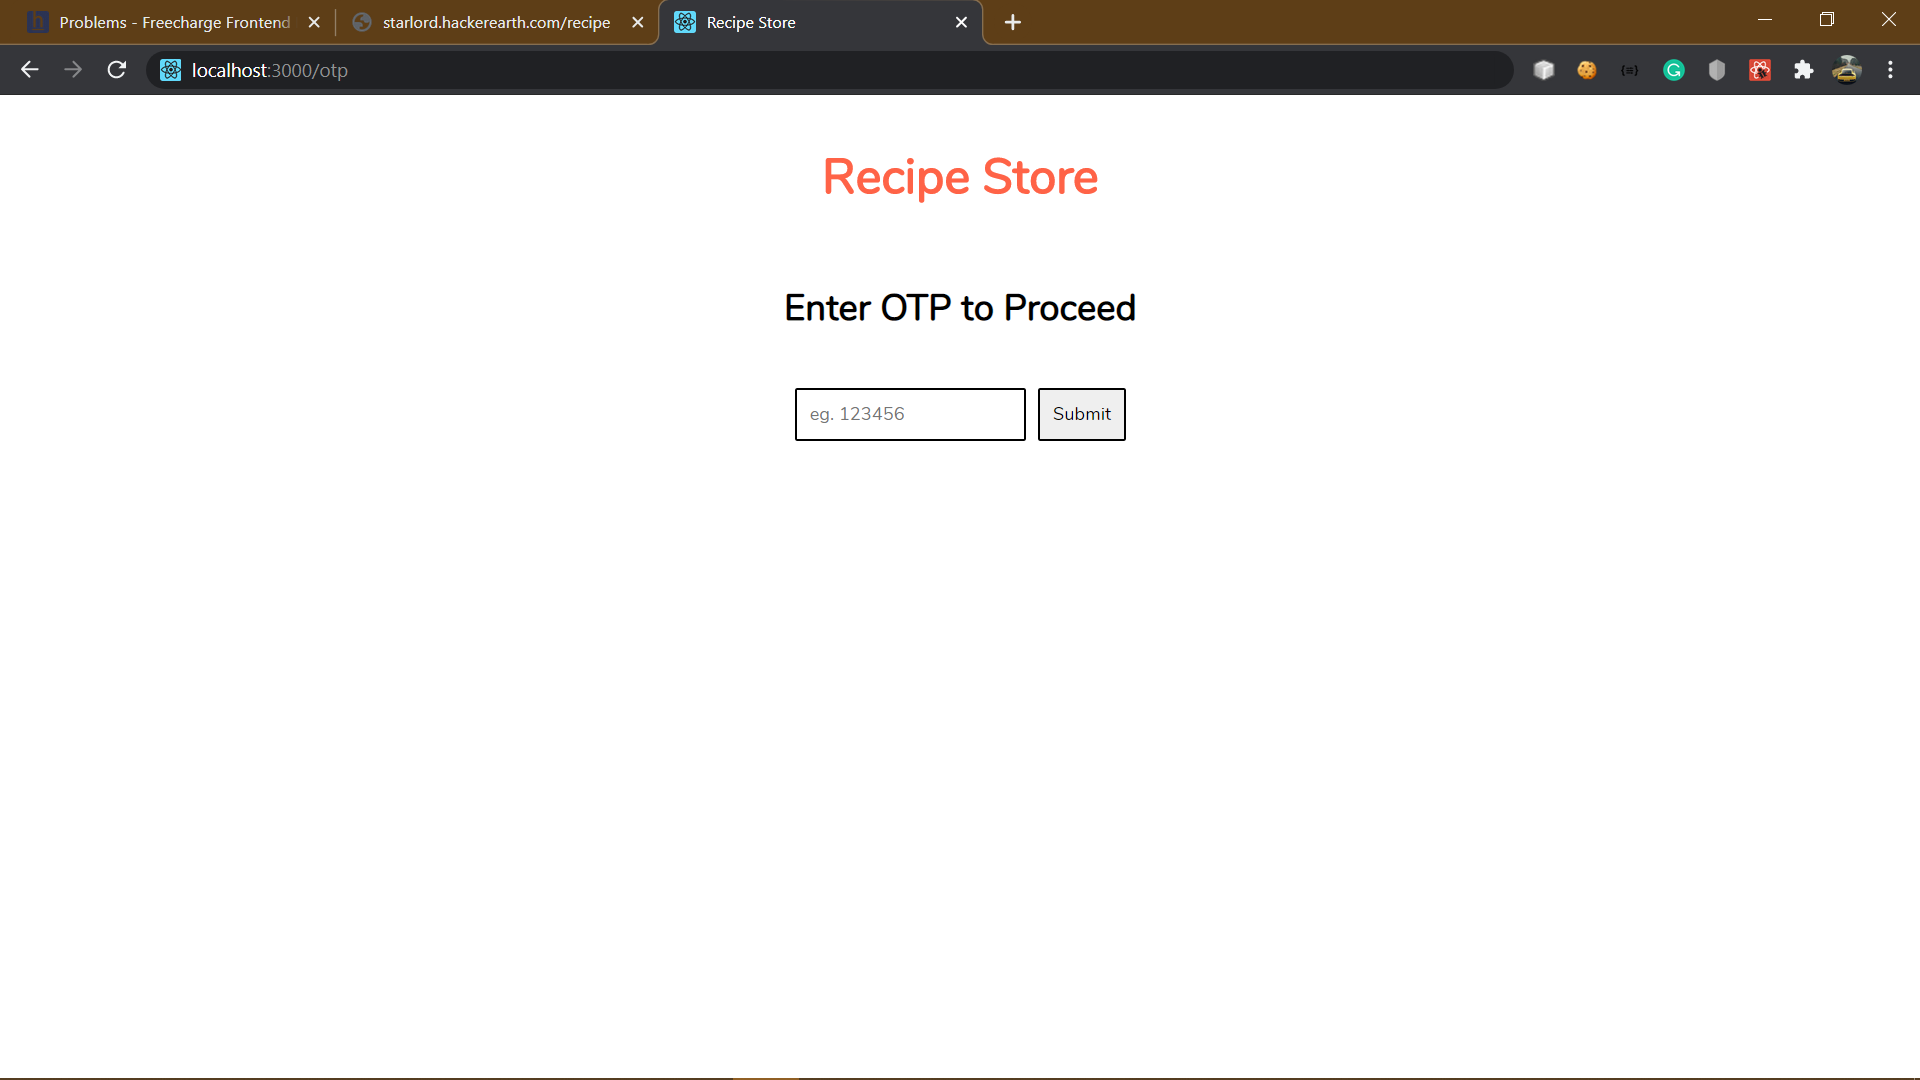 Problems - Freecharge Frontend
starlord.hackerearth.com/recipe
Recipe Store
localhost:3000/otp
Recipe Store
Enter OTP to Proceed
eg. 123456
Submit